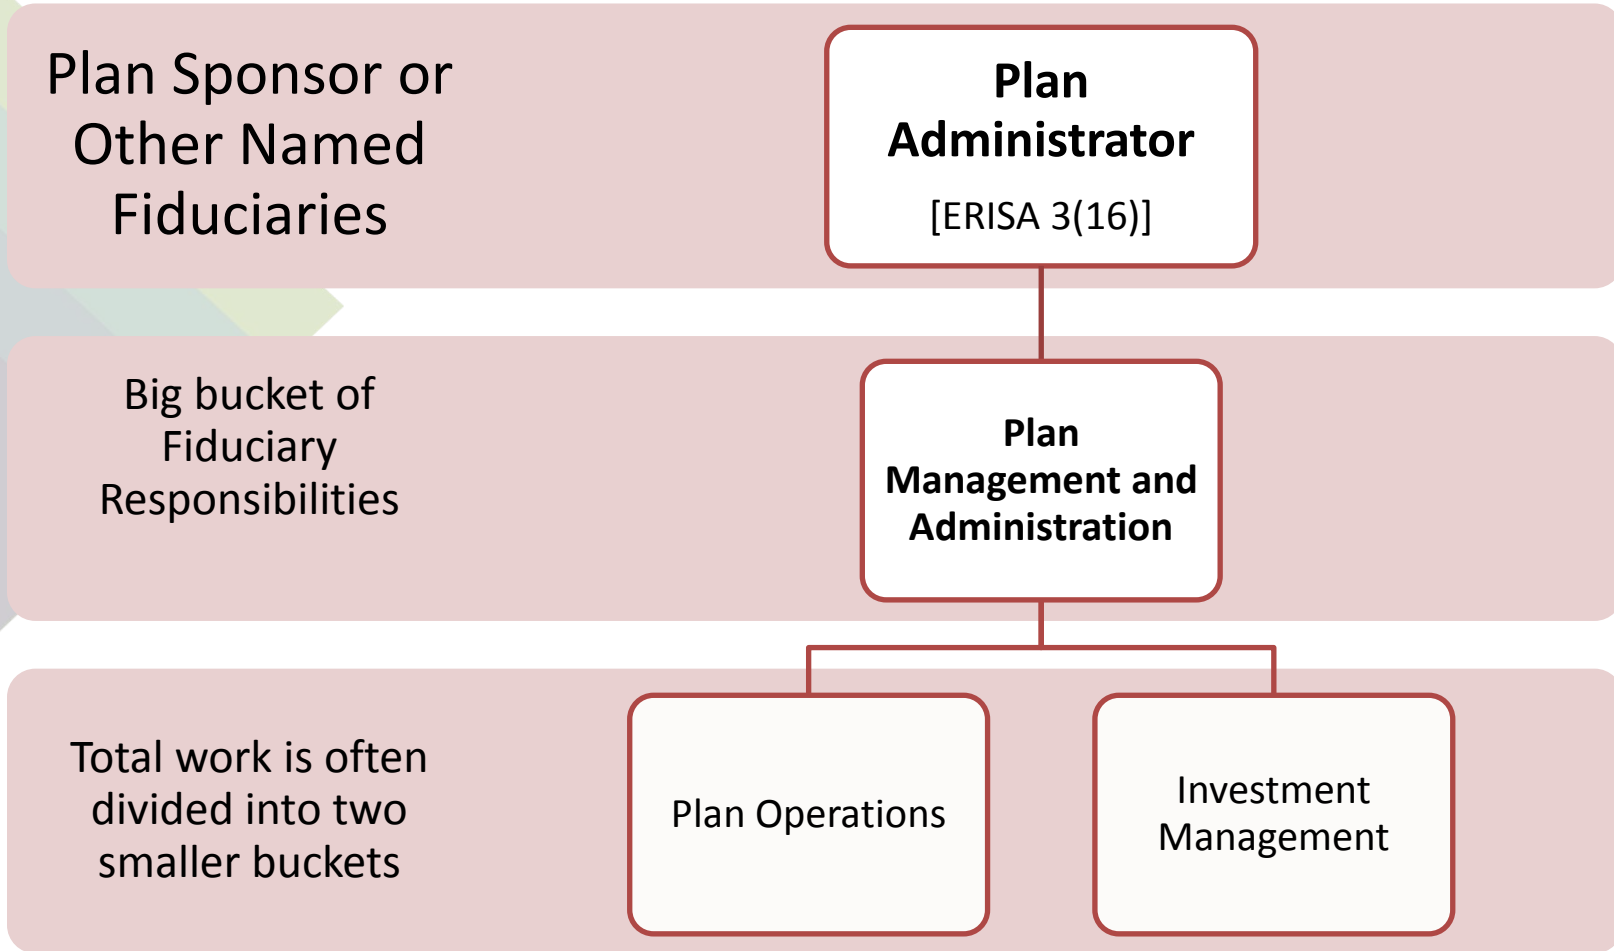 Plan Sponsor or
Other Named
Fiduciaries
Plan
Administrator
[ERISA 3(16)]
Big bucket of
Fiduciary
Responsibilities
Plan
Management and
Administration
Total work is often
divided into two
smaller buckets
Plan Operations
Investment
Management